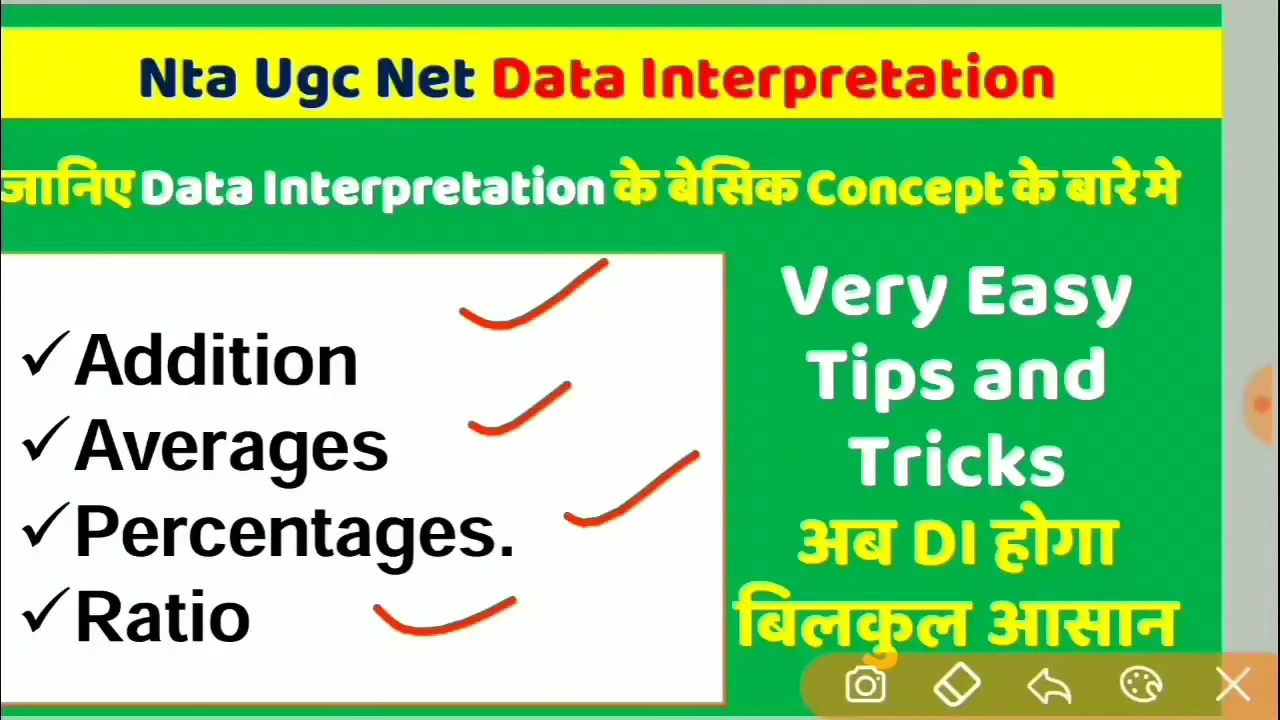 Nta Ugc Net Data Interpretation
जानिए Data Interpretation के बेसिक Concept के बारे मे
✓Addition
✓Averages
✓Percentages.
✓Ratio
Very Easy
Tips and
Tricks
अब DI होगा
बिलकुल आसान